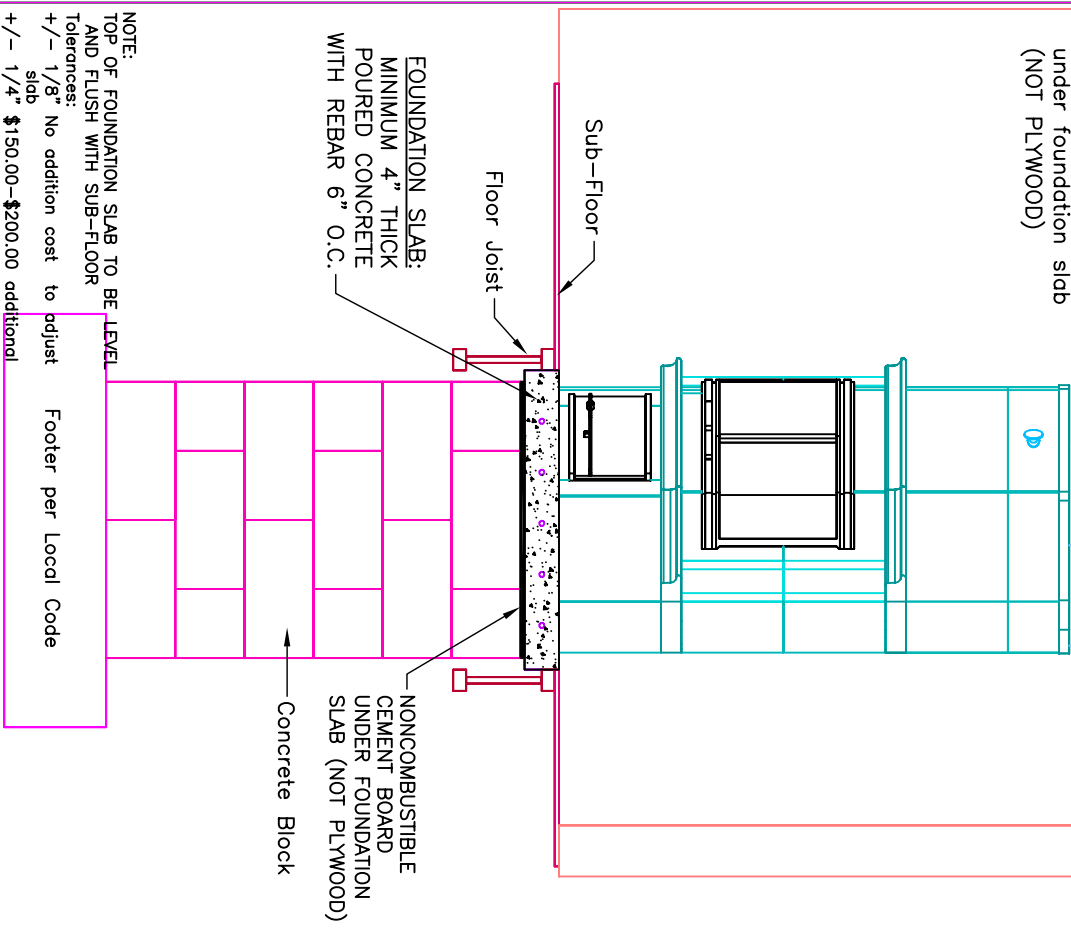 under foundation slab
(NOT PLYWOOD)
Sub-Floor
Floor Joist
FOUNDATION SLAB:
MINIMUM 4" THICK
POURED CONCRETE
WITH REBAR 6" O.C.
NONCOMBUSTIBLE
CEMENT BOARD
UNDER FOUNDATION
SLAB (NOT PLYWOOD)
Concrete Block
Footer per Local Code
NOTE:
TOP OF FOUNDATION SLAB TO BE LEVEL
AND FLUSH WITH SUB-FLOOR
Tolerances:
+/- 1/8" No addition cost to adjust
slab
+/- 1/4" $150.00-$200.00 additional